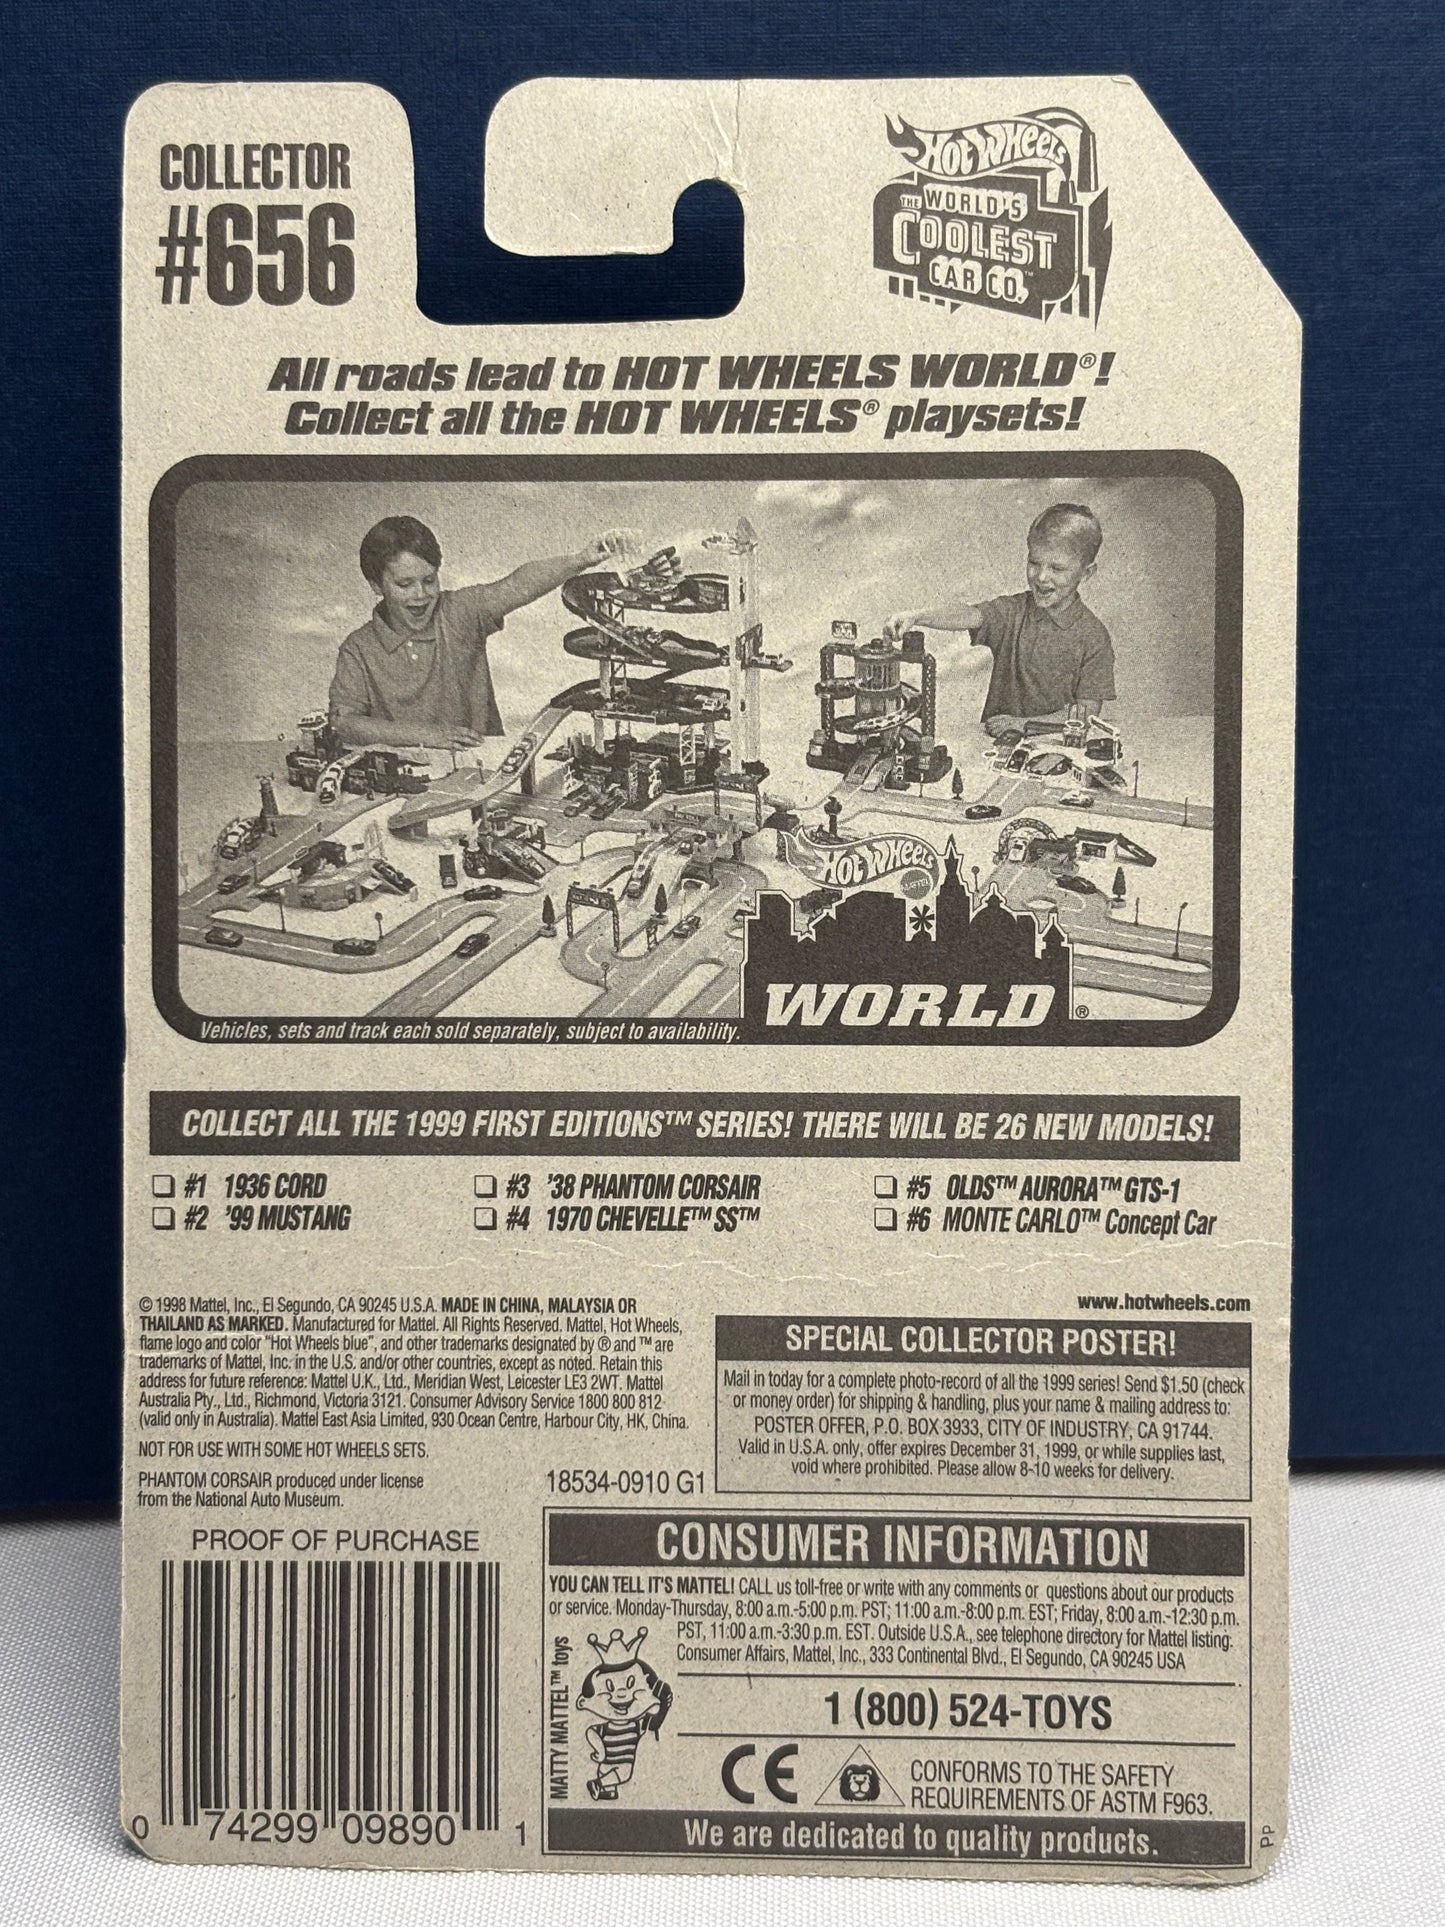 COLLECTOR
#656
HOT WHEELS
THE WORLD'S
COOLEST
CAR CO.™
All roads lead to HOT WHEELS WORLD®!
Collect all the HOT WHEELS® playsets!
HOT WHEELS
MATTEL
WORLD®
Vehicles, sets and track each sold separately, subject to availability.
COLLECT ALL THE 1999 FIRST EDITIONS™ SERIES! THERE WILL BE 26 NEW MODELS!
#1 1936 CORD
#2 '99 MUSTANG
#3 '38 PHANTOM CORSAIR
#4 1970 CHEVELLE™ SS™
#5 OLDS™ AURORA™ GTS-1
#6 MONTE CARLO™ Concept Car
© 1998 Mattel, Inc., El Segundo, CA 90245 U.S.A. MADE IN CHINA, MALAYSIA OR
THAILAND AS MARKED. Manufactured for Mattel. All Rights Reserved. Mattel, Hot Wheels,
flame logo and color "Hot Wheels blue", and other trademarks designated by ® and ™ are
trademarks of Mattel, Inc. in the U.S. and/or other countries, except as noted. Retain this
address for future reference: Mattel U.K., Ltd., Meridian West, Leicester LE3 2WT. Mattel
Australia Pty., Ltd., Richmond, Victoria 3121. Consumer Advisory Service 1800 800 812
(valid only in Australia). Mattel East Asia Limited, 930 Ocean Centre, Harbour City, HK, China.
NOT FOR USE WITH SOME HOT WHEELS SETS.
PHANTOM CORSAIR produced under license
from the National Auto Museum.
18534-0910 G1
www.hotwheels.com
SPECIAL COLLECTOR POSTER!
Mail in today for a complete photo-record of all the 1999 series! Send $1.50 (check
or money order) for shipping & handling, plus your name & mailing address to:
POSTER OFFER, P.O. BOX 3933, CITY OF INDUSTRY, CA 91744.
Valid in U.S.A. only, offer expires December 31, 1999, or while supplies last,
void where prohibited. Please allow 8-10 weeks for delivery.
PROOF OF PURCHASE
0 74299 09890 1
CONSUMER INFORMATION
YOU CAN TELL IT'S MATTEL! CALL us toll-free or write with any comments or questions about our products
or service. Monday-Thursday, 8:00 a.m.-5:00 p.m. PST; 11:00 a.m.-8:00 p.m. EST; Friday, 8:00 a.m.-12:30 p.m.
PST, 11:00 a.m.-3:30 p.m. EST. Outside U.S.A., see telephone directory for Mattel listing.
Consumer Affairs, Mattel, Inc., 333 Continental Blvd., El Segundo, CA 90245 USA
MATTY MATTEL™ toys
1 (800) 524-TOYS
CE
CONFORMS TO THE SAFETY
REQUIREMENTS OF ASTM F963.
We are dedicated to quality products.
PP